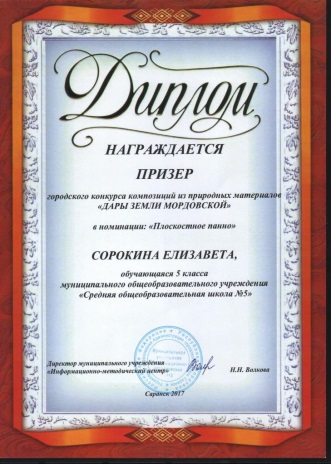 Диплом
НАГРАЖДАЕТСЯ
ПРИЗЕР
городского конкурса композиций из природных материалов
«ДАРЫ ЗЕМЛИ МОРДОВСКОЙ»
в номинации: «Плоскостное панно»
СОРОКИНА ЕЛИЗАВЕТА,
обучающаяся 5 класса
муниципального общеобразовательного учреждения
«Средняя общеобразовательная школа №5»
Директор муниципального учреждения
«Информационно-методический центр»
Н.Н. Волкова
Саранск 2017